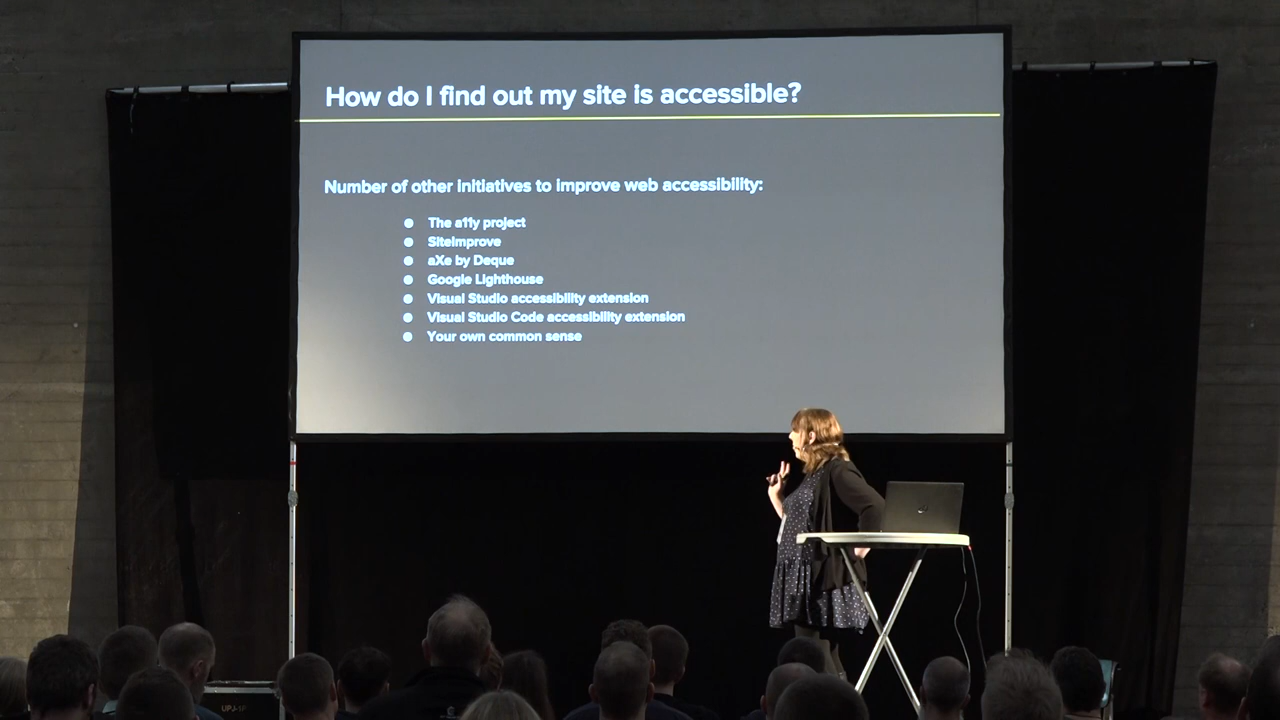 How do I find out my site is accessible?
Number of other initiatives to improve web accessibility:
The a11y project
SiteImprove
aXe by Deque
Google Lighthouse
Visual Studio accessibility extension
Visual Studio Code accessibility extension
Your own common sense